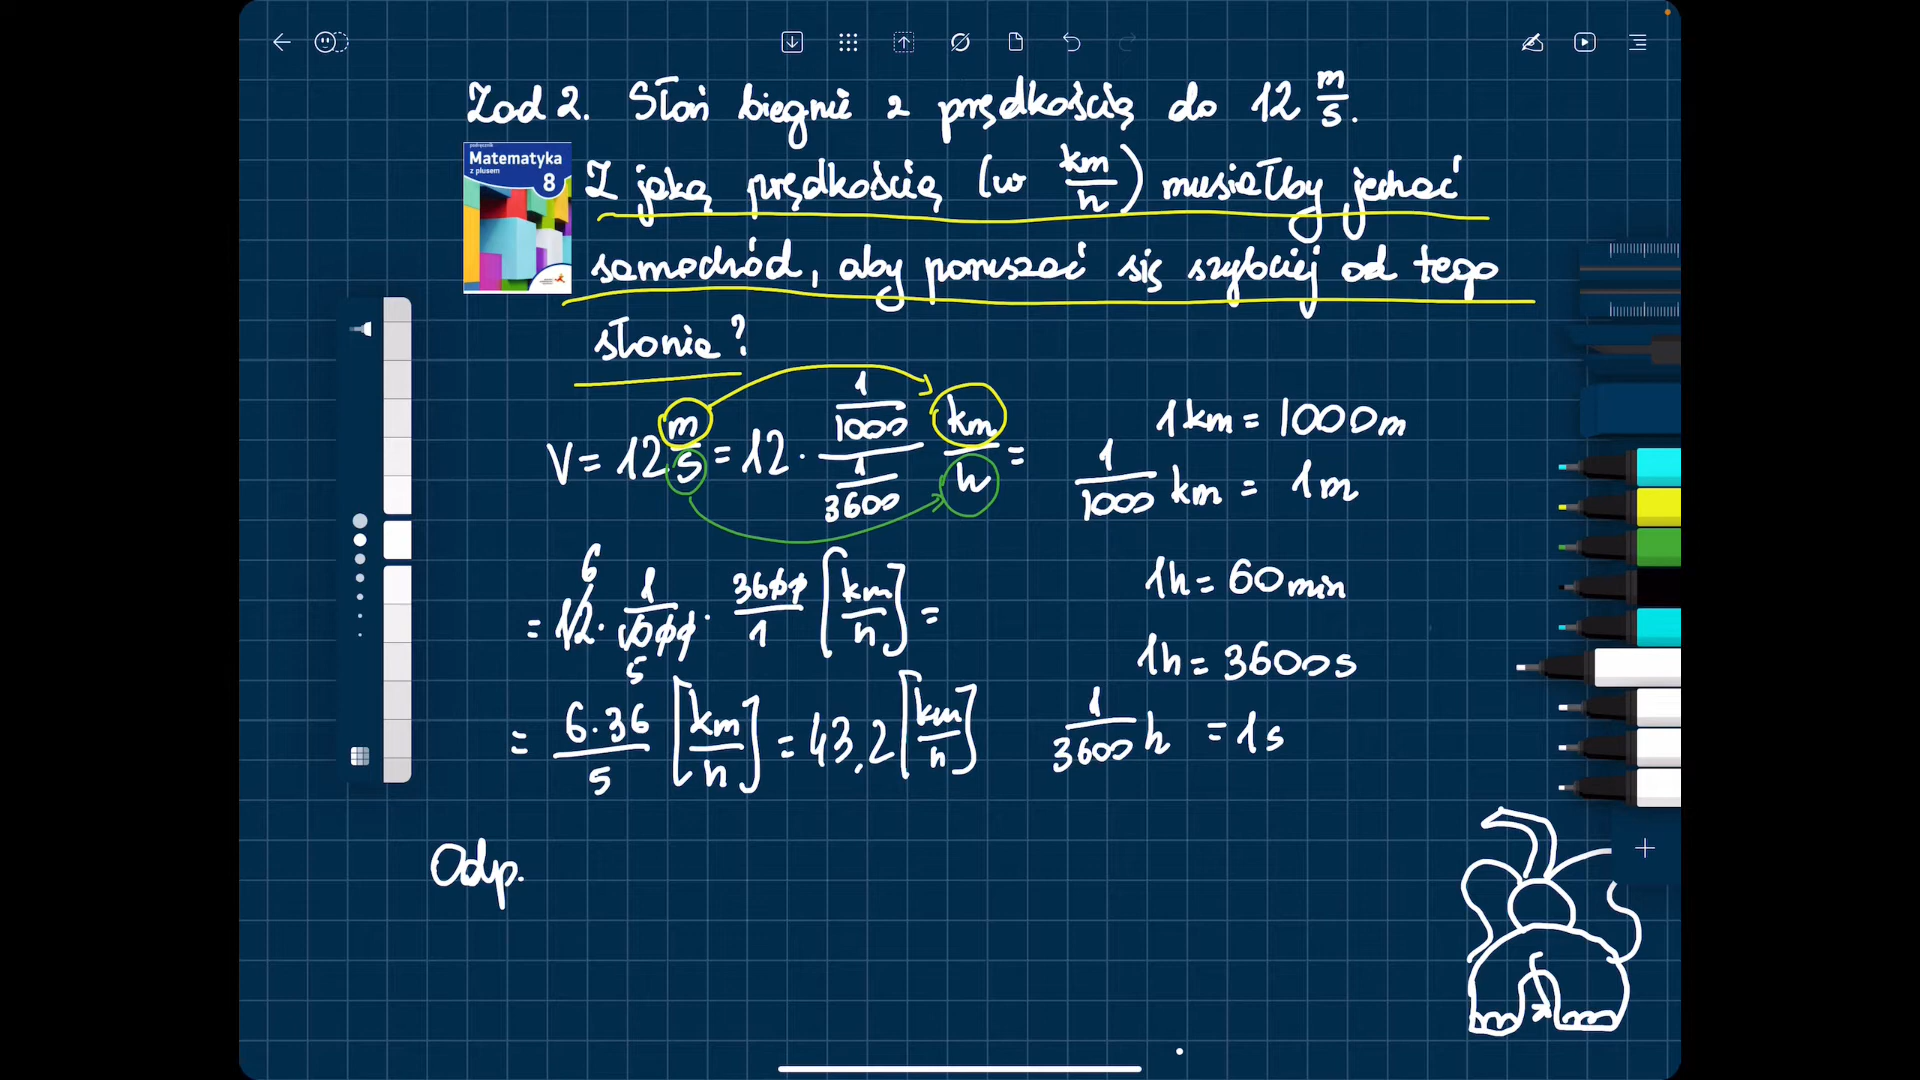 Zad 2. Słoń biegnie z prędkością do 12 m/s.
podręcznik
Matematyka
z plusem
8
Z jaką prędkością (w km/h) musiałby jechać
samochód, aby poruszać się szybciej od tego
słonia?
V = 12 m/s = 12 · (1/1000)/(1/3600) km/h =
1 km = 1000 m
1/1000 km = 1 m
= 12 6 · 1/1000 5 · 3600/1 [km/h] =
1h = 60 min
1h = 3600 s
= 6·36/5 [km/h] = 43,2 [km/h]
1/3600 h = 1 s
Odp.